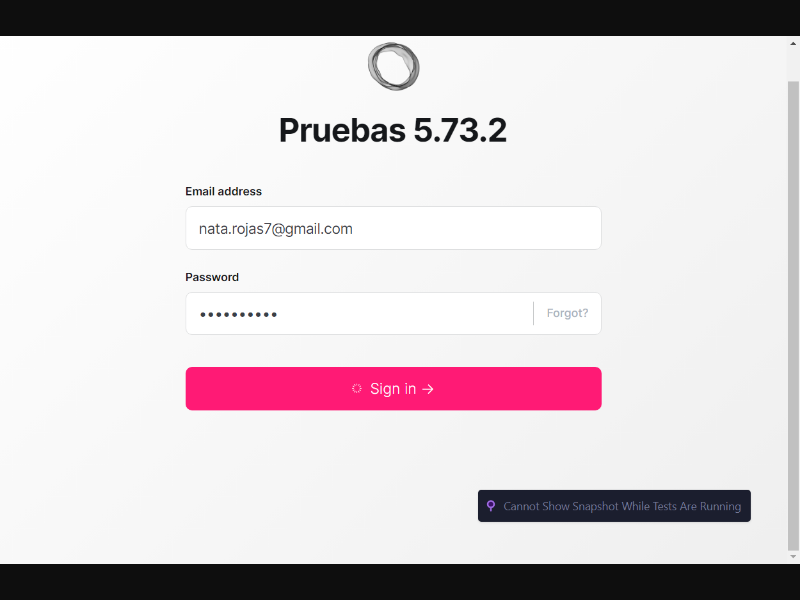 Pruebas 5.73.2
Email address
nata.rojas7@gmail.com
Password
••••••••••
Forgot?
Sign in →
Cannot Show Snapshot While Tests Are Running